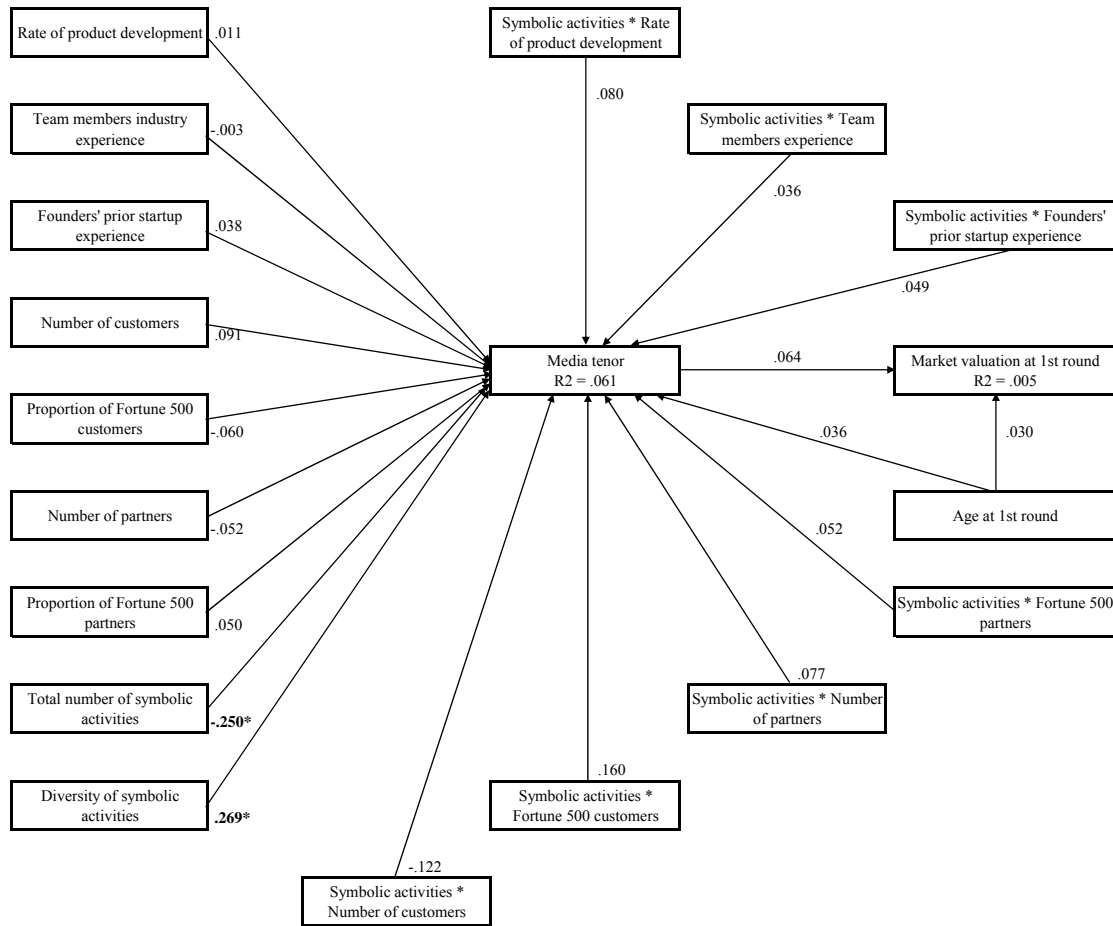 Rate of product development
.011
Symbolic activities * Rate
of product development
.080
Team members industry
experience
-.003
Symbolic activities * Team
members experience
.036
Founders' prior startup
experience
.038
Symbolic activities * Founders'
prior startup experience
.049
Number of customers
.091
Media tenor
R2 = .061
.064
Market valuation at 1st round
R2 = .005
Proportion of Fortune 500
customers
-.060
.036
.030
Number of partners
-.052
Age at 1st round
.052
Proportion of Fortune 500
partners
.050
Symbolic activities * Fortune 500
partners
Total number of symbolic
activities
-.250*
.077
Symbolic activities * Number
of partners
Diversity of symbolic
activities
.269*
.160
Symbolic activities *
Fortune 500 customers
-.122
Symbolic activities *
Number of customers